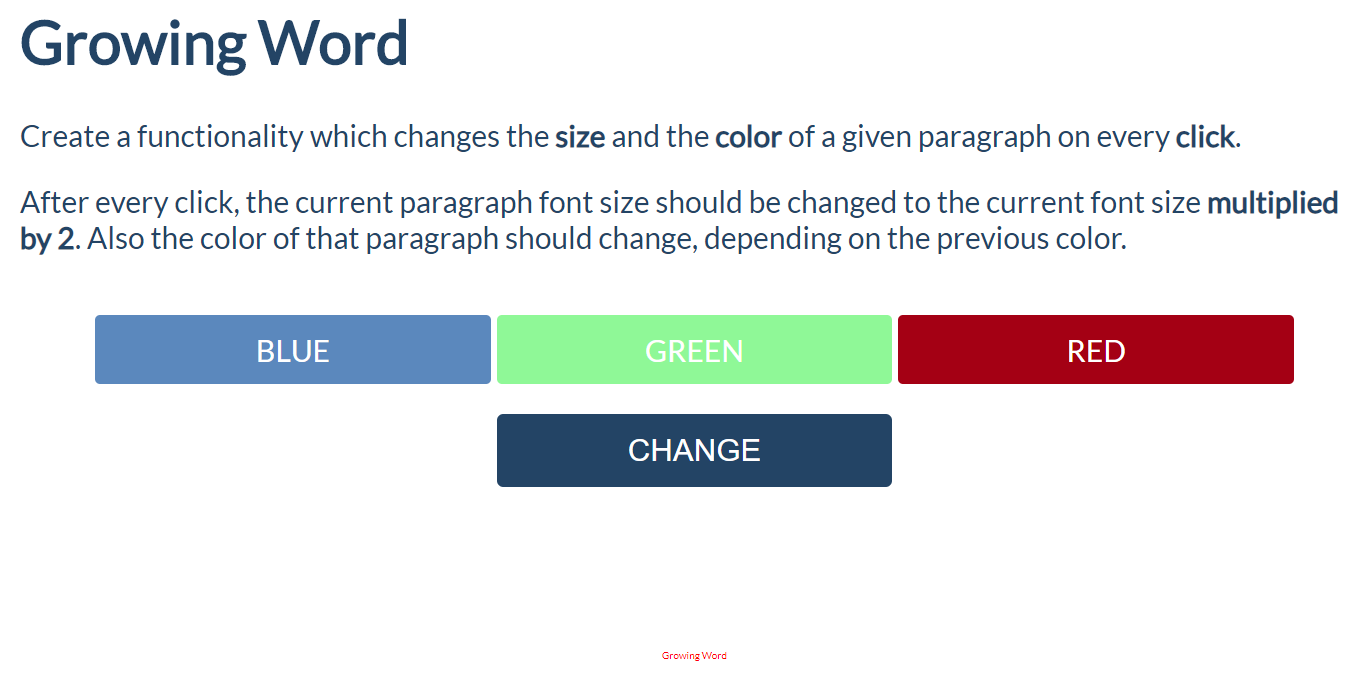 Growing Word
Create a functionality which changes the size and the color of a given paragraph on every click.
After every click, the current paragraph font size should be changed to the current font size multiplied
by 2. Also the color of that paragraph should change, depending on the previous color.
BLUE GREEN RED
CHANGE
Growing Word